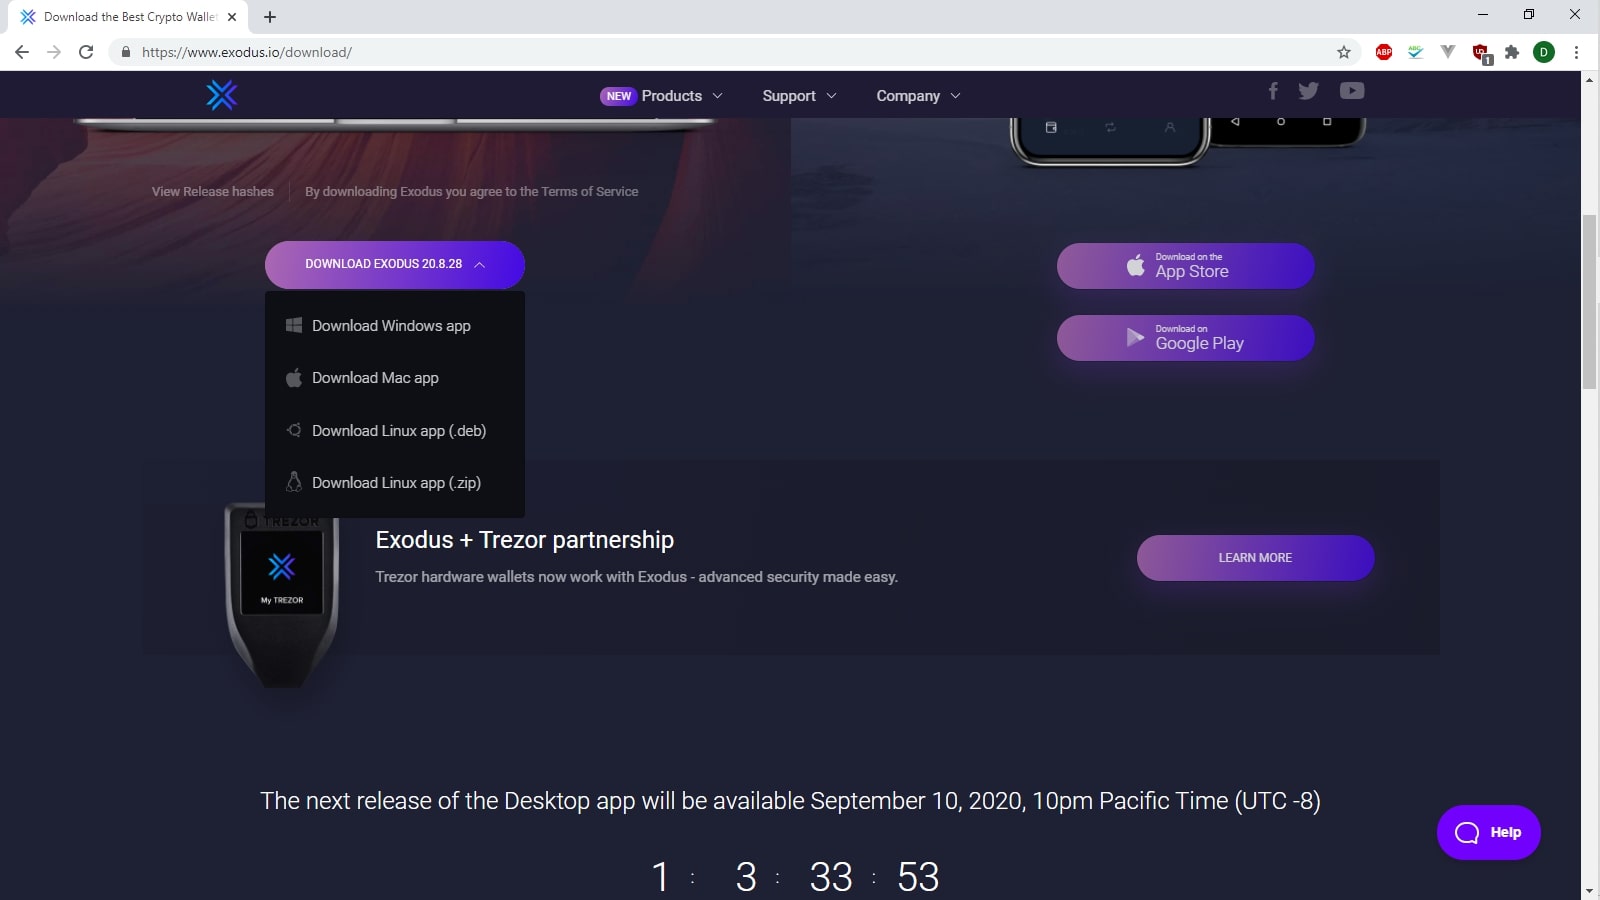 Download the Best Crypto Wallet
https://www.exodus.io/download/
ABP
ABC
1
D
NEW Products
Support
Company
View Release hashes
By downloading Exodus you agree to the Terms of Service
DOWNLOAD EXODUS 20.8.28
Download Windows app
Download Mac app
Download Linux app (.deb)
Download Linux app (.zip)
Download on the
App Store
Download on
Google Play
TREZOR
My TREZOR
Exodus + Trezor partnership
Trezor hardware wallets now work with Exodus - advanced security made easy.
LEARN MORE
The next release of the Desktop app will be available September 10, 2020, 10pm Pacific Time (UTC -8)
1 : 3 : 33 : 53
Help